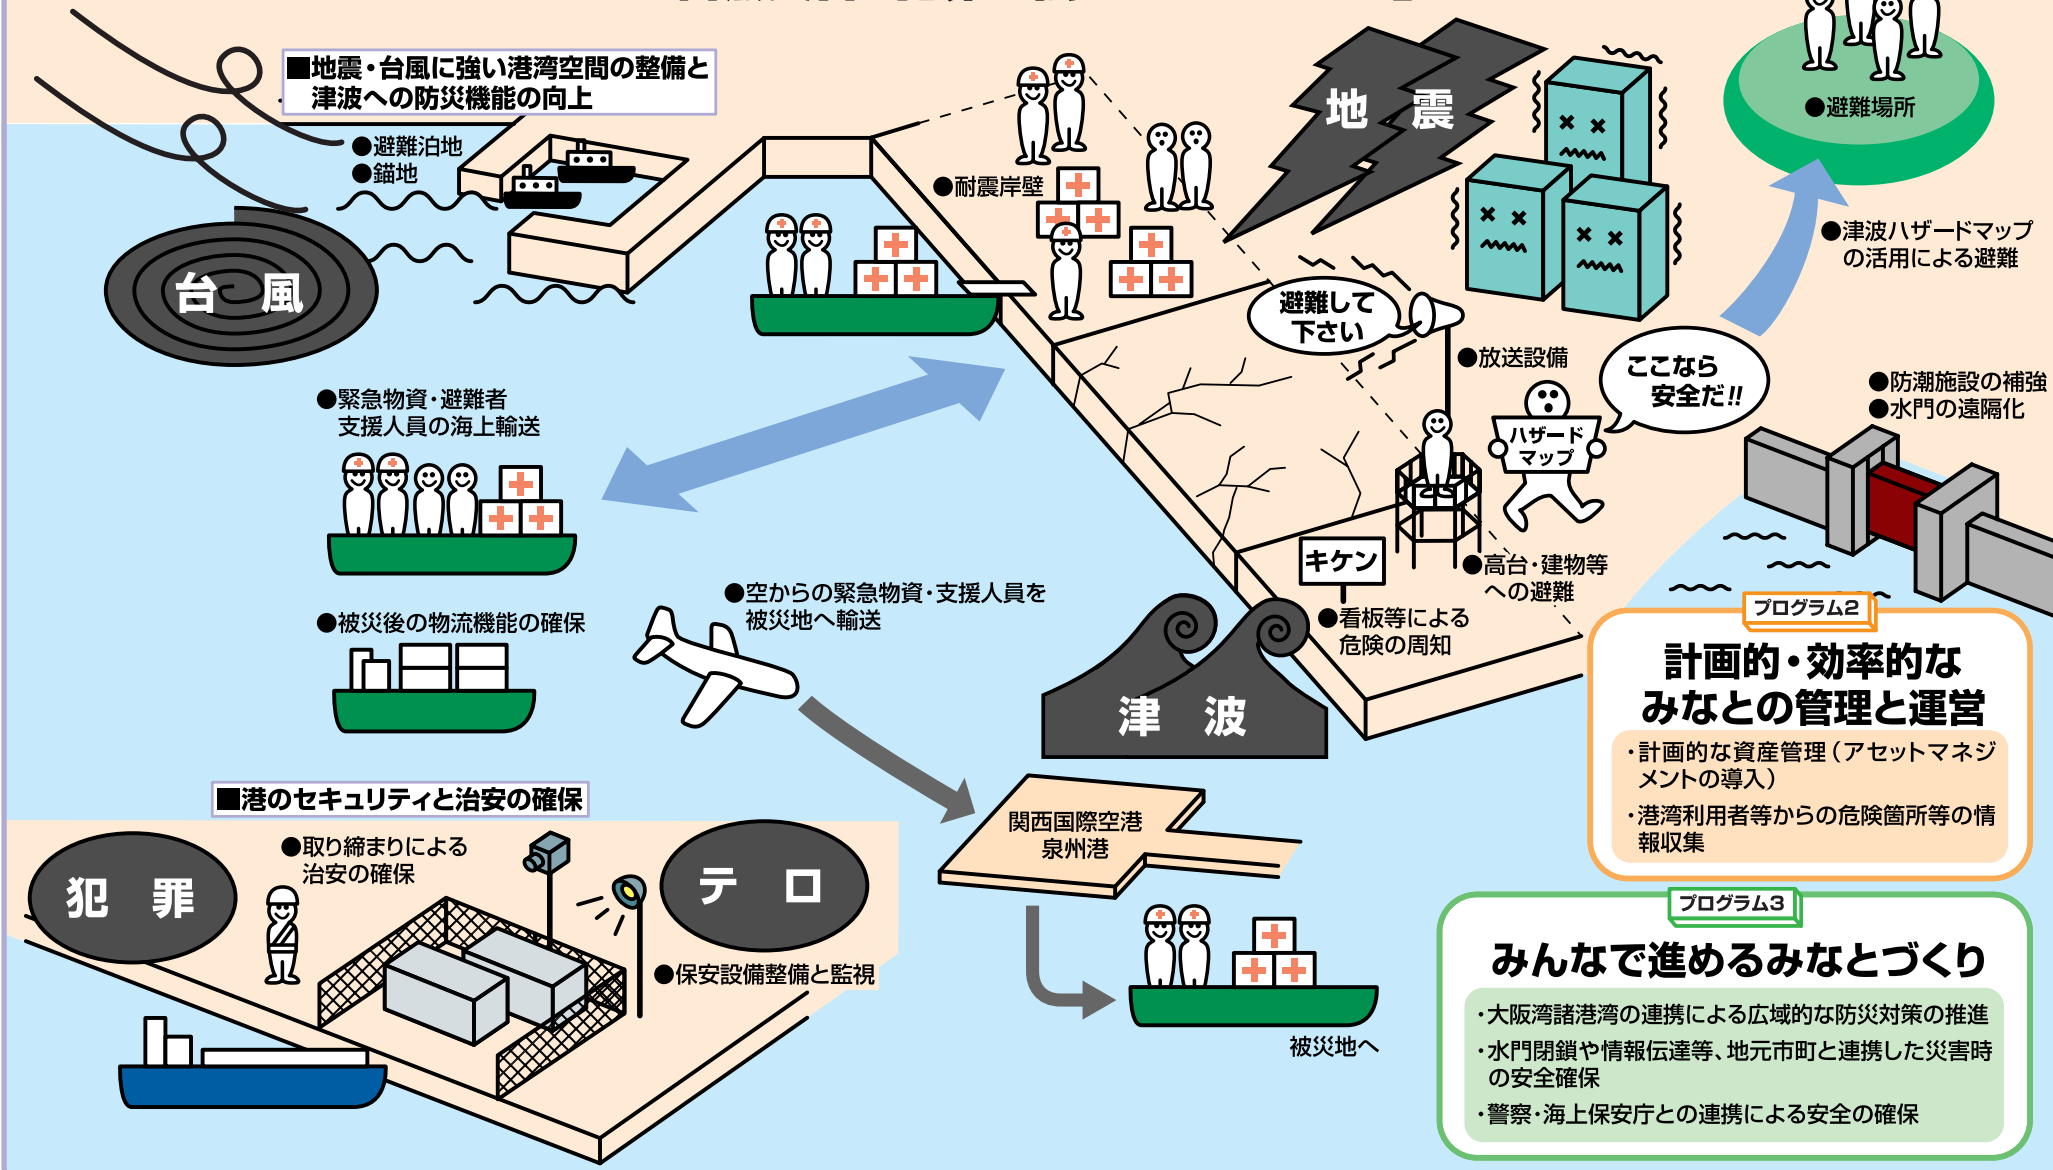 ■地震・台風に強い港湾空間の整備と
津波への防災機能の向上
●避難泊地
●錨地
台 風
●耐震岸壁
地 震
●避難場所
●津波ハザードマップ
の活用による避難
避難して
下さい
●放送設備
ここなら
安全だ!!
ハザード
マップ
●防潮施設の補強
●水門の遠隔化
●緊急物資・避難者
支援人員の海上輸送
キケン
●高台・建物等
への避難
●看板等による
危険の周知
●空からの緊急物資・支援人員を
被災地へ輸送
●被災後の物流機能の確保
津 波
プログラム2
計画的・効率的な
みなとの管理と運営
・計画的な資産管理(アセットマネジ
メントの導入)
・港湾利用者等からの危険箇所等の情
報収集
■港のセキュリティと治安の確保
犯 罪
●取り締まりによる
治安の確保
テ ロ
●保安設備整備と監視
関西国際空港
泉州港
被災地へ
プログラム3
みんなで進めるみなとづくり
・大阪湾諸港湾の連携による広域的な防災対策の推進
・水門閉鎖や情報伝達等、地元市町と連携した災害時
の安全確保
・警察・海上保安庁との連携による安全の確保